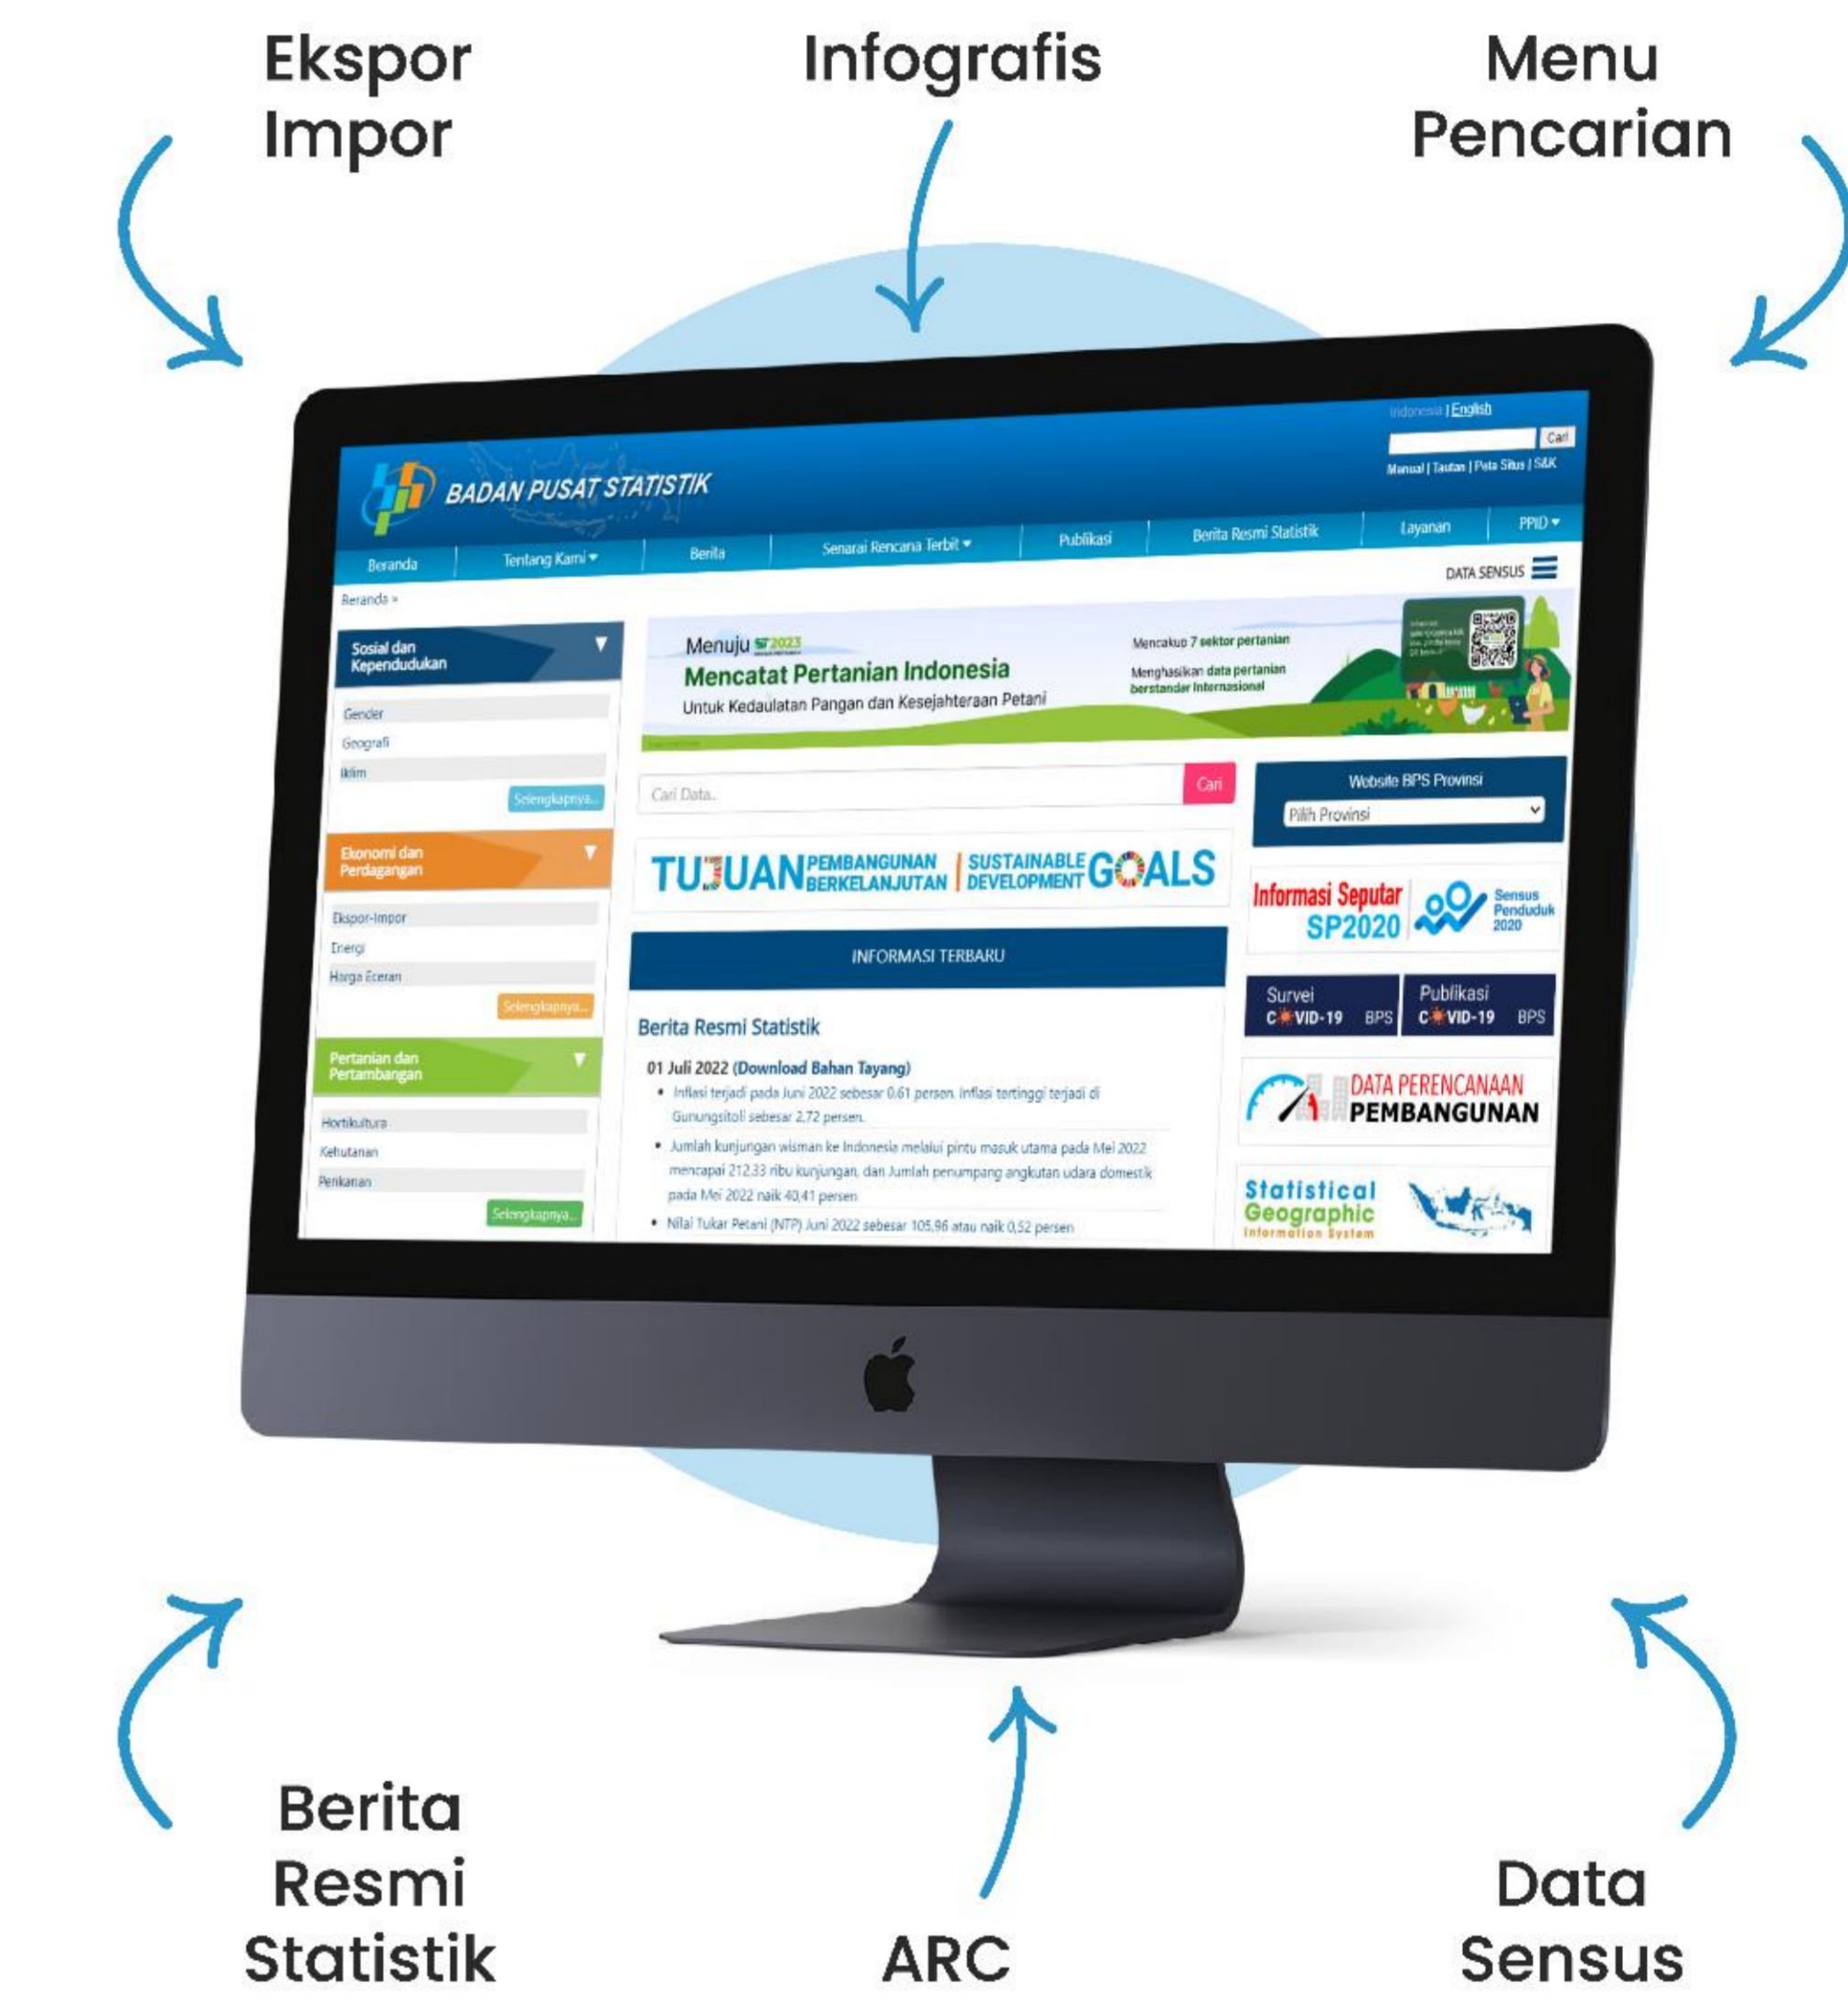 Ekspor
Impor
Infografis
Menu
Pencarian
Indonesia | English
Cari
Manual | Tautan | Peta Situs | S&K
BADAN PUSAT STATISTIK
Beranda
Tentang Kami
Berita
Senarai Rencana Terbit
Publikasi
Berita Resmi Statistik
Layanan
PPID
DATA SENSUS
Beranda »
Sosial dan
Kependudukan
Gender
Geografi
Iklim
Selengkapnya...
Ekonomi dan
Perdagangan
Ekspor-Impor
Energi
Harga Eceran
Selengkapnya...
Pertanian dan
Pertambangan
Hortikultura
Kehutanan
Perikanan
Selengkapnya...
Menuju ST2023
Mencatat Pertanian Indonesia
Untuk Kedaulatan Pangan dan Kesejahteraan Petani
Mencakup 7 sektor pertanian
Menghasilkan data pertanian
berstandar Internasional
Cari Data..
Cari
TUJUAN PEMBANGUNAN BERKELANJUTAN | SUSTAINABLE DEVELOPMENT GOALS
INFORMASI TERBARU
Berita Resmi Statistik
01 Juli 2022 (Download Bahan Tayang)
• Inflasi terjadi pada Juni 2022 sebesar 0,61 persen. Inflasi tertinggi terjadi di
Gunungsitoli sebesar 2,72 persen.
• Jumlah kunjungan wisman ke Indonesia melalui pintu masuk utama pada Mei 2022
mencapai 212,33 ribu kunjungan, dan Jumlah penumpang angkutan udara domestik
pada Mei 2022 naik 40,41 persen
• Nilai Tukar Petani (NTP) Juni 2022 sebesar 105,96 atau naik 0,52 persen
Website BPS Provinsi
Pilih Provinsi
Informasi Seputar
SP2020
Sensus
Penduduk
2020
Survei
COVID-19 BPS
Publikasi
COVID-19 BPS
DATA PERENCANAAN
PEMBANGUNAN
Statistical
Geographic
Information System
Berita
Resmi
Statistik
ARC
Data
Sensus